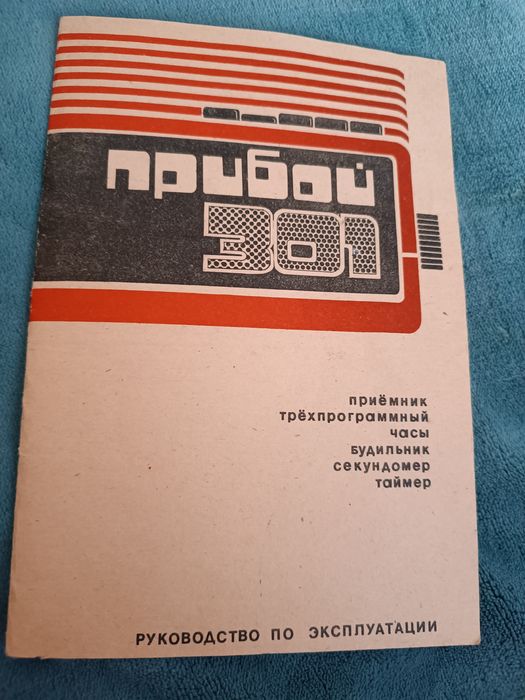 прибой
301
приёмник
трёхпрограммный
часы
будильник
секундомер
таймер
РУКОВОДСТВО ПО ЭКСПЛУАТАЦИИ